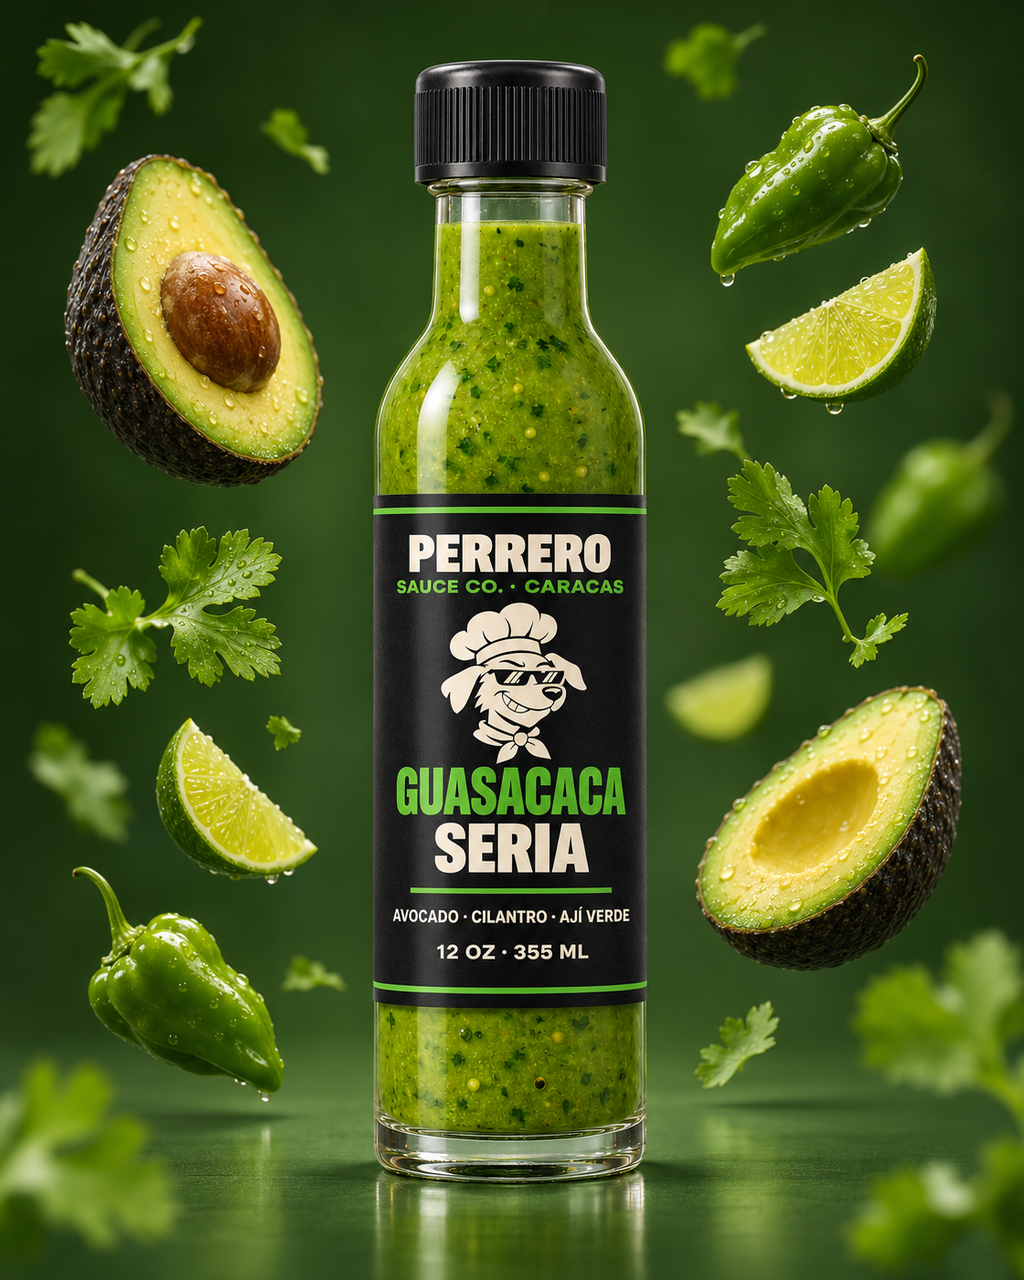 PERRERO
SAUCE CO. · CARACAS
GUASACACA
SERIA
AVOCADO · CILANTRO · AJÍ VERDE
12 OZ · 355 ML